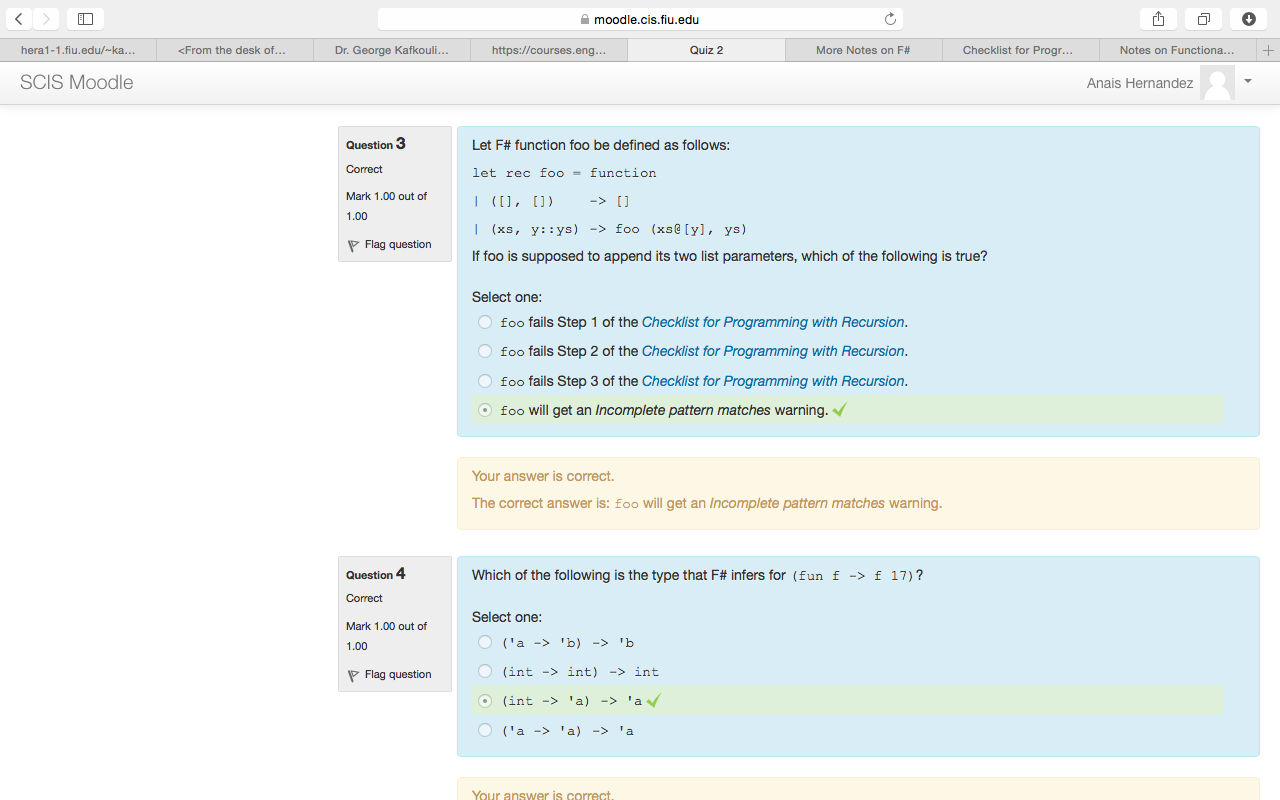 moodle.cis.fiu.edu
hera1-1.fiu.edu/~ka...
<From the desk of...
Dr. George Kafkouli...
https://courses.eng...
Quiz 2
More Notes on F#
Checklist for Progr...
Notes on Functiona...
SCIS Moodle
Anais Hernandez
Question 3
Correct
Mark 1.00 out of
1.00
Flag question
Let F# function foo be defined as follows:
let rec foo = function
| ([], [])    -> []
| (xs, y::ys) -> foo (xs@[y], ys)
If foo is supposed to append its two list parameters, which of the following is true?
Select one:
foo fails Step 1 of the Checklist for Programming with Recursion.
foo fails Step 2 of the Checklist for Programming with Recursion.
foo fails Step 3 of the Checklist for Programming with Recursion.
foo will get an Incomplete pattern matches warning.
Your answer is correct.
The correct answer is: foo will get an Incomplete pattern matches warning.
Question 4
Correct
Mark 1.00 out of
1.00
Flag question
Which of the following is the type that F# infers for (fun f -> f 17)?
Select one:
('a -> 'b) -> 'b
(int -> int) -> int
(int -> 'a) -> 'a
('a -> 'a) -> 'a
Your answer is correct.